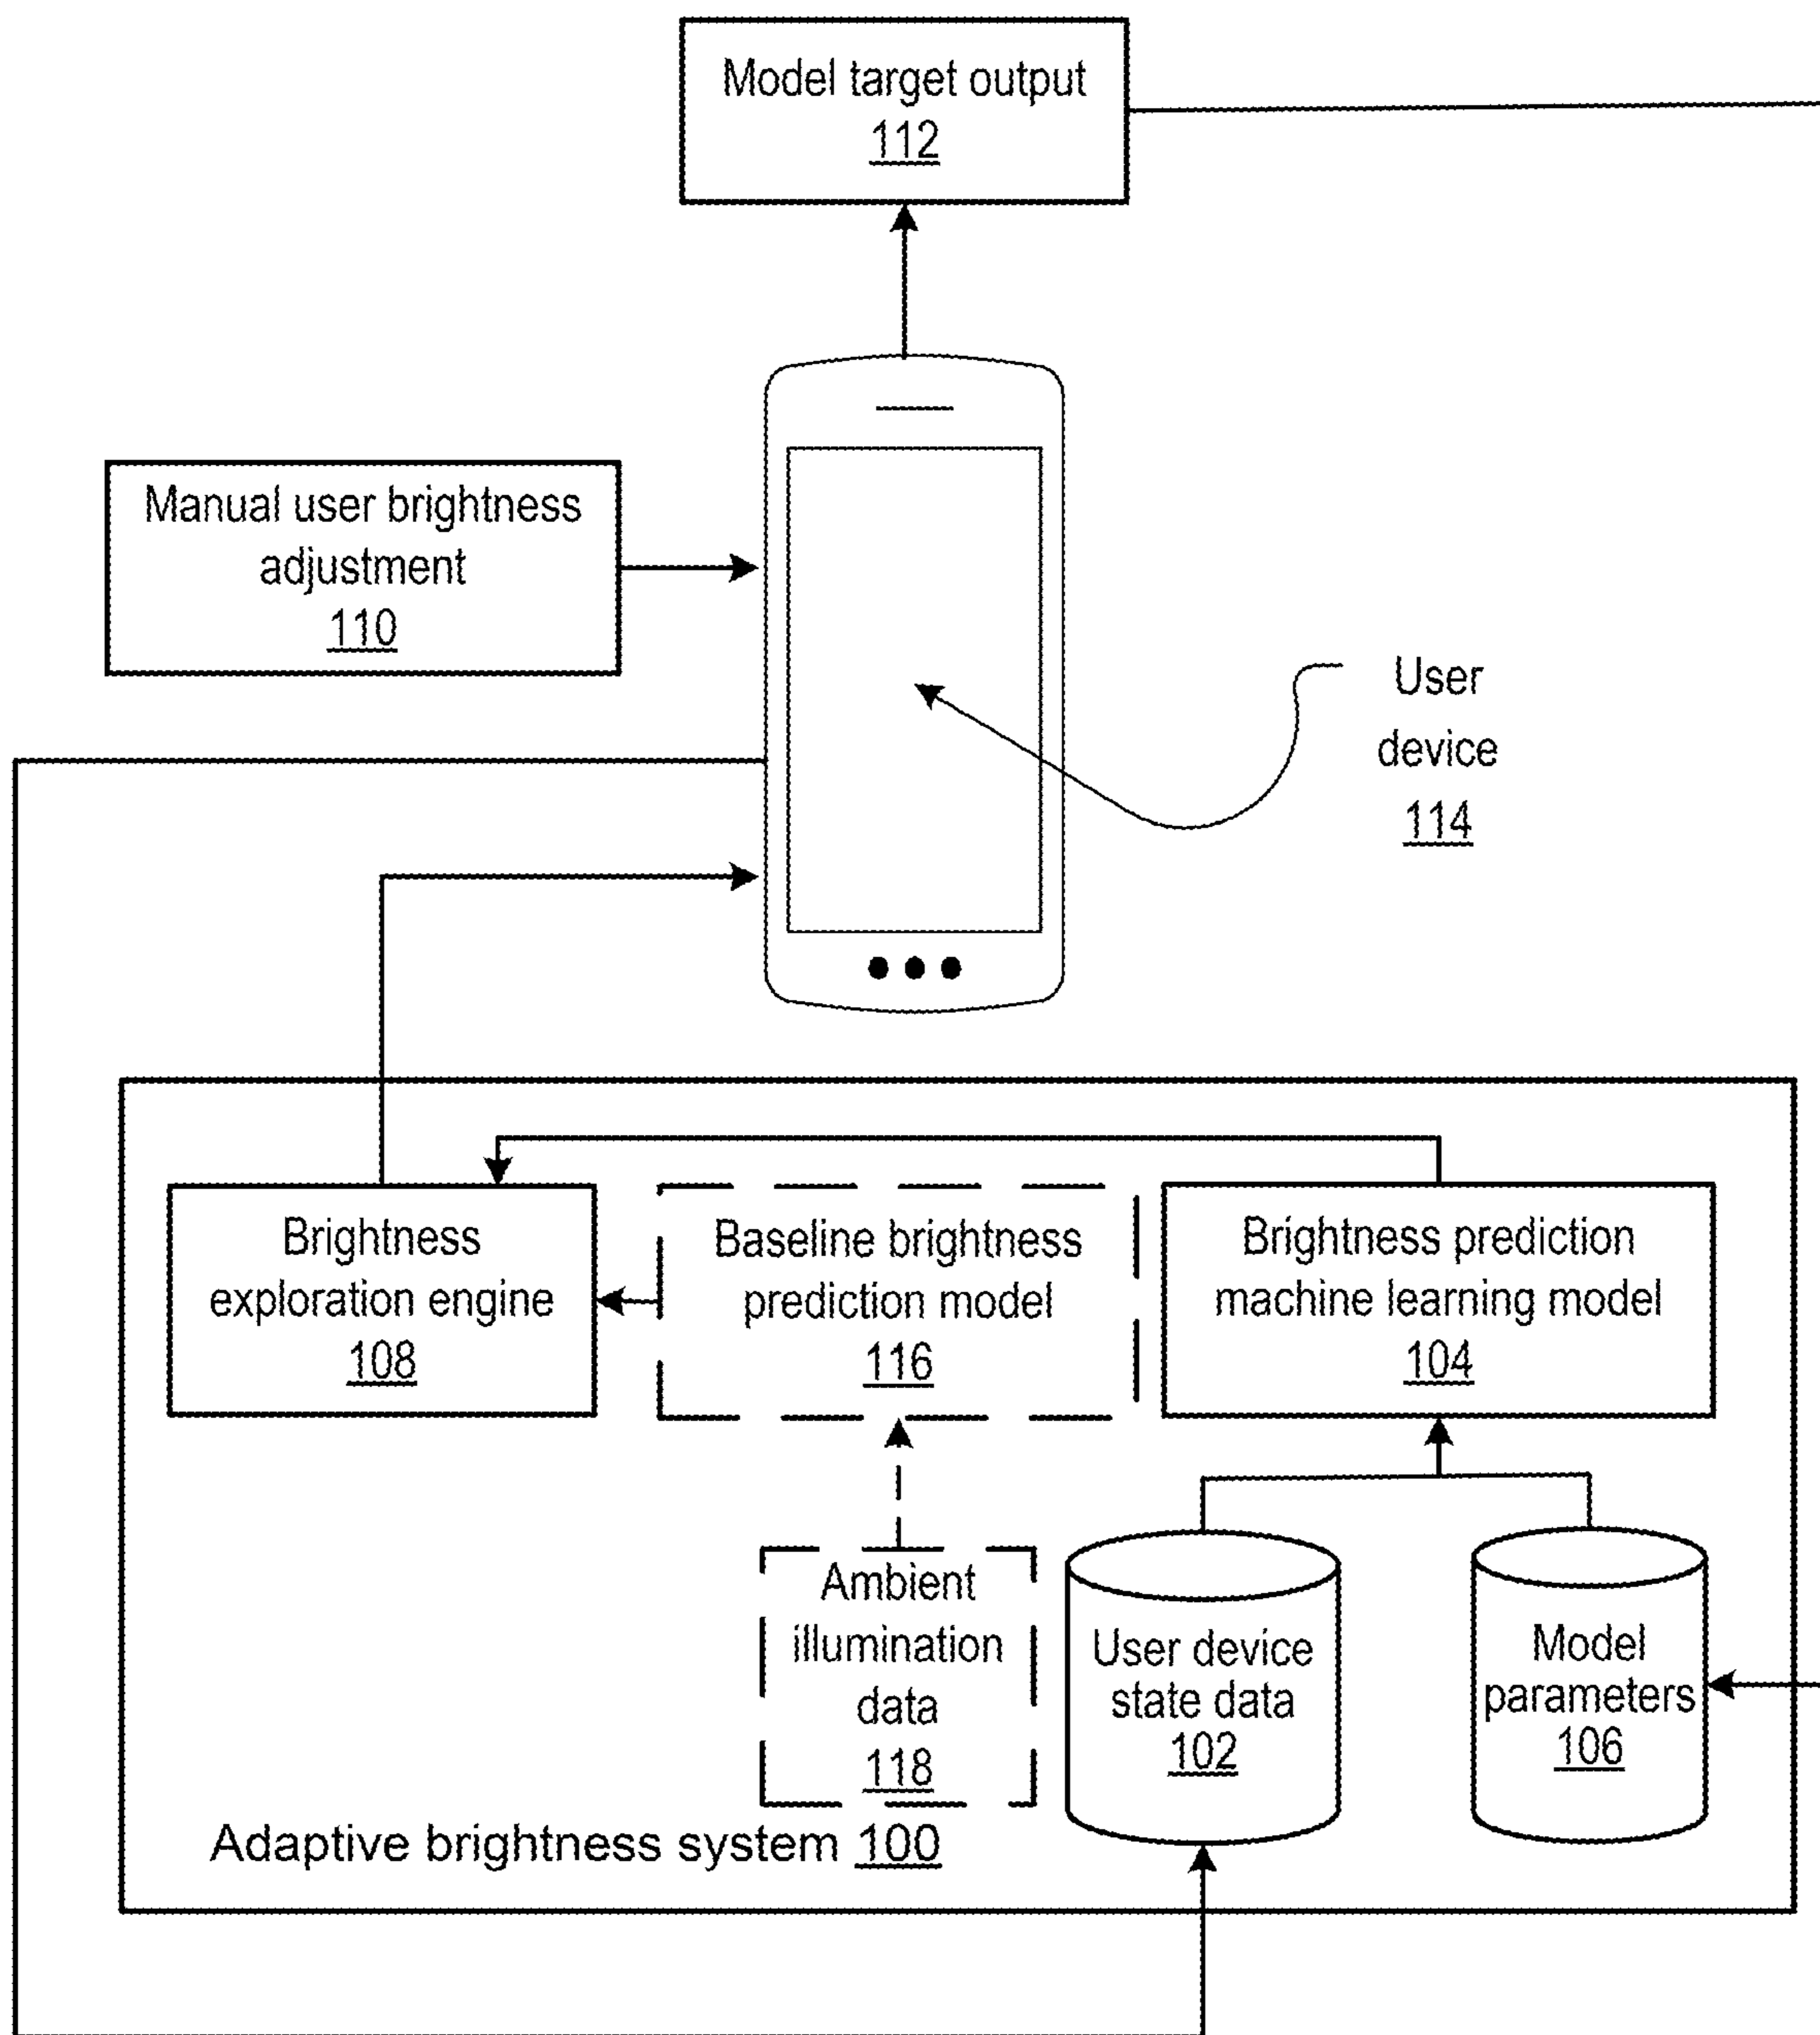 Model target output
112
Manual user brightness
adjustment
110
User
device
114
Brightness
exploration engine
108
Baseline brightness
prediction model
116
Brightness prediction
machine learning model
104
Ambient
illumination
data
118
User device
state data
102
Model
parameters
106
Adaptive brightness system 100